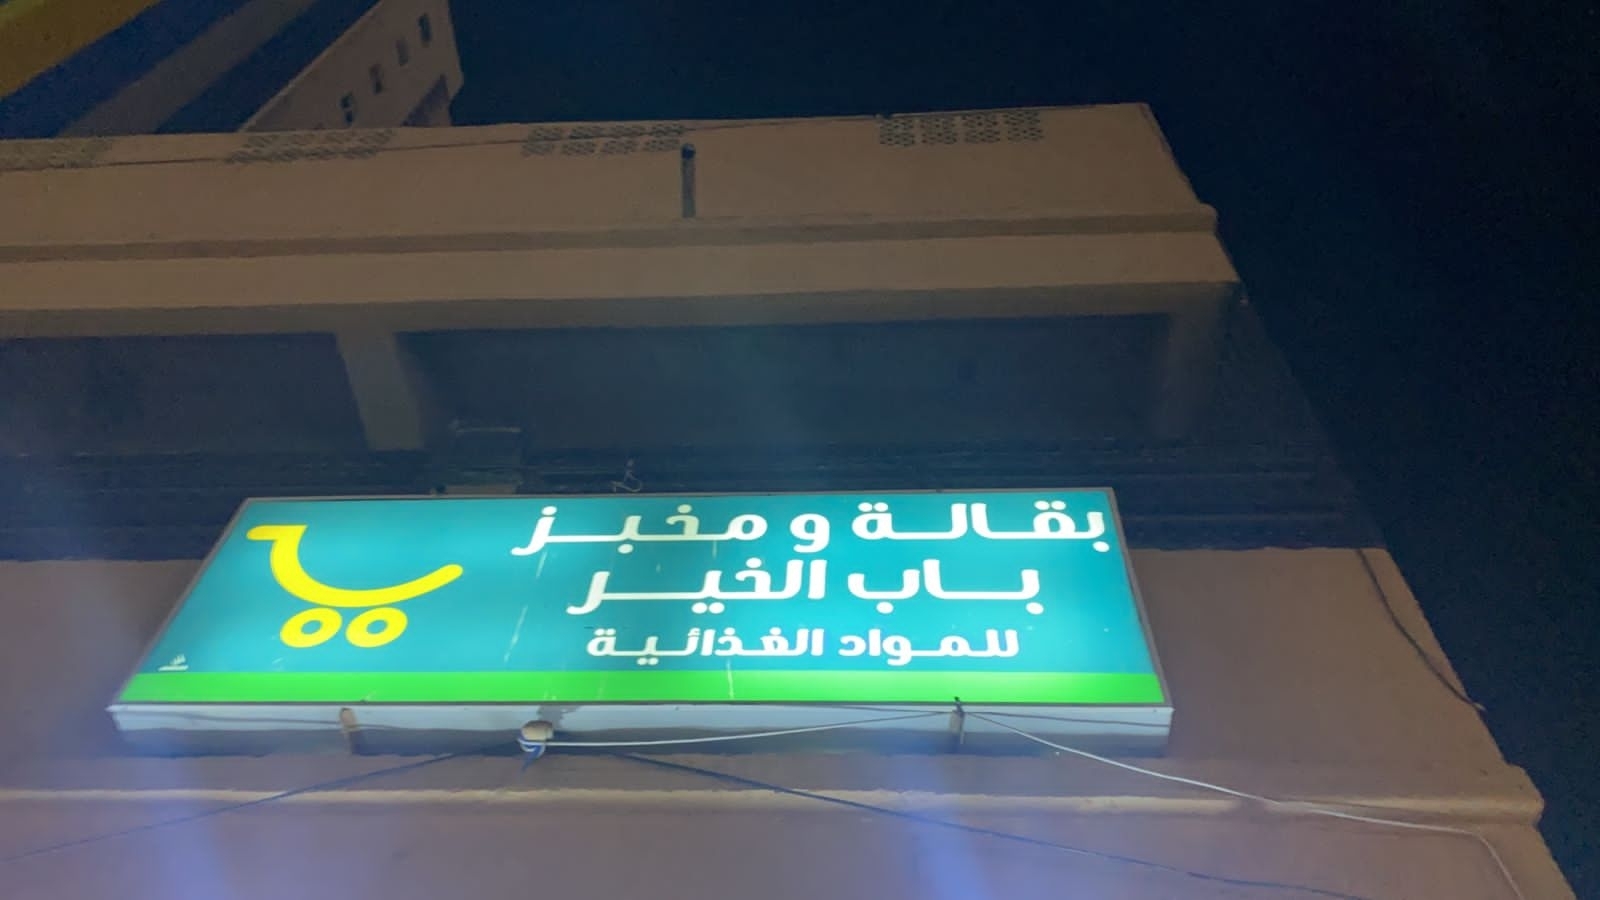 بقالة و مخبز
باب الخير
للمواد الغذائية